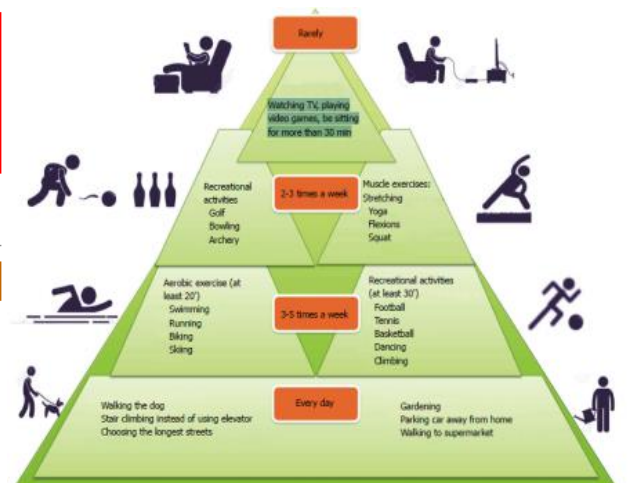 Rarely
Watching TV, playing
video games, be sitting
for more than 30 min
2-3 times a week
Recreational
activities
Golf
Bowling
Archery
Muscle exercises:
Stretching
Yoga
Flexions
Squat
3-5 times a week
Aerobic exercise (at
least 20')
Swimming
Running
Biking
Skiing
Recreational activities
(at least 30')
Football
Tennis
Basketball
Dancing
Climbing
Every day
Walking the dog
Stair climbing instead of using elevator
Choosing the longest streets
Gardening
Parking car away from home
Walking to supermarket